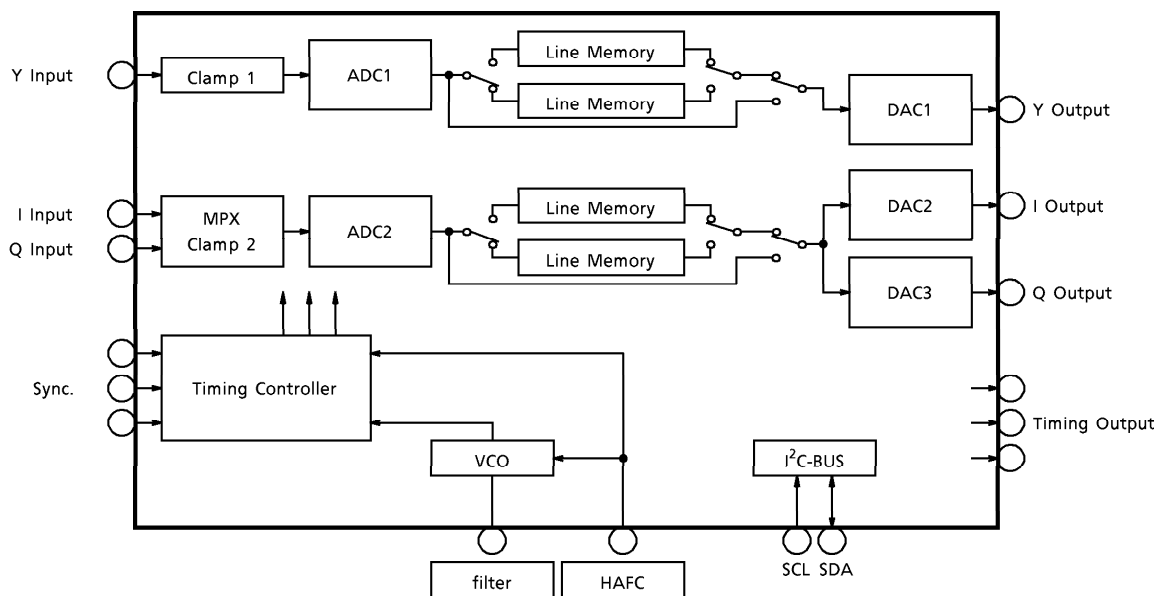 Line Memory
Y Input
Clamp 1
ADC1
Line Memory
DAC1
Y Output
I Input
MPX
Clamp 2
Q Input
ADC2
Line Memory
Line Memory
DAC2
I Output
DAC3
Q Output
Sync.
Timing Controller
Timing Output
VCO
I²C-BUS
filter
HAFC
SCL SDA